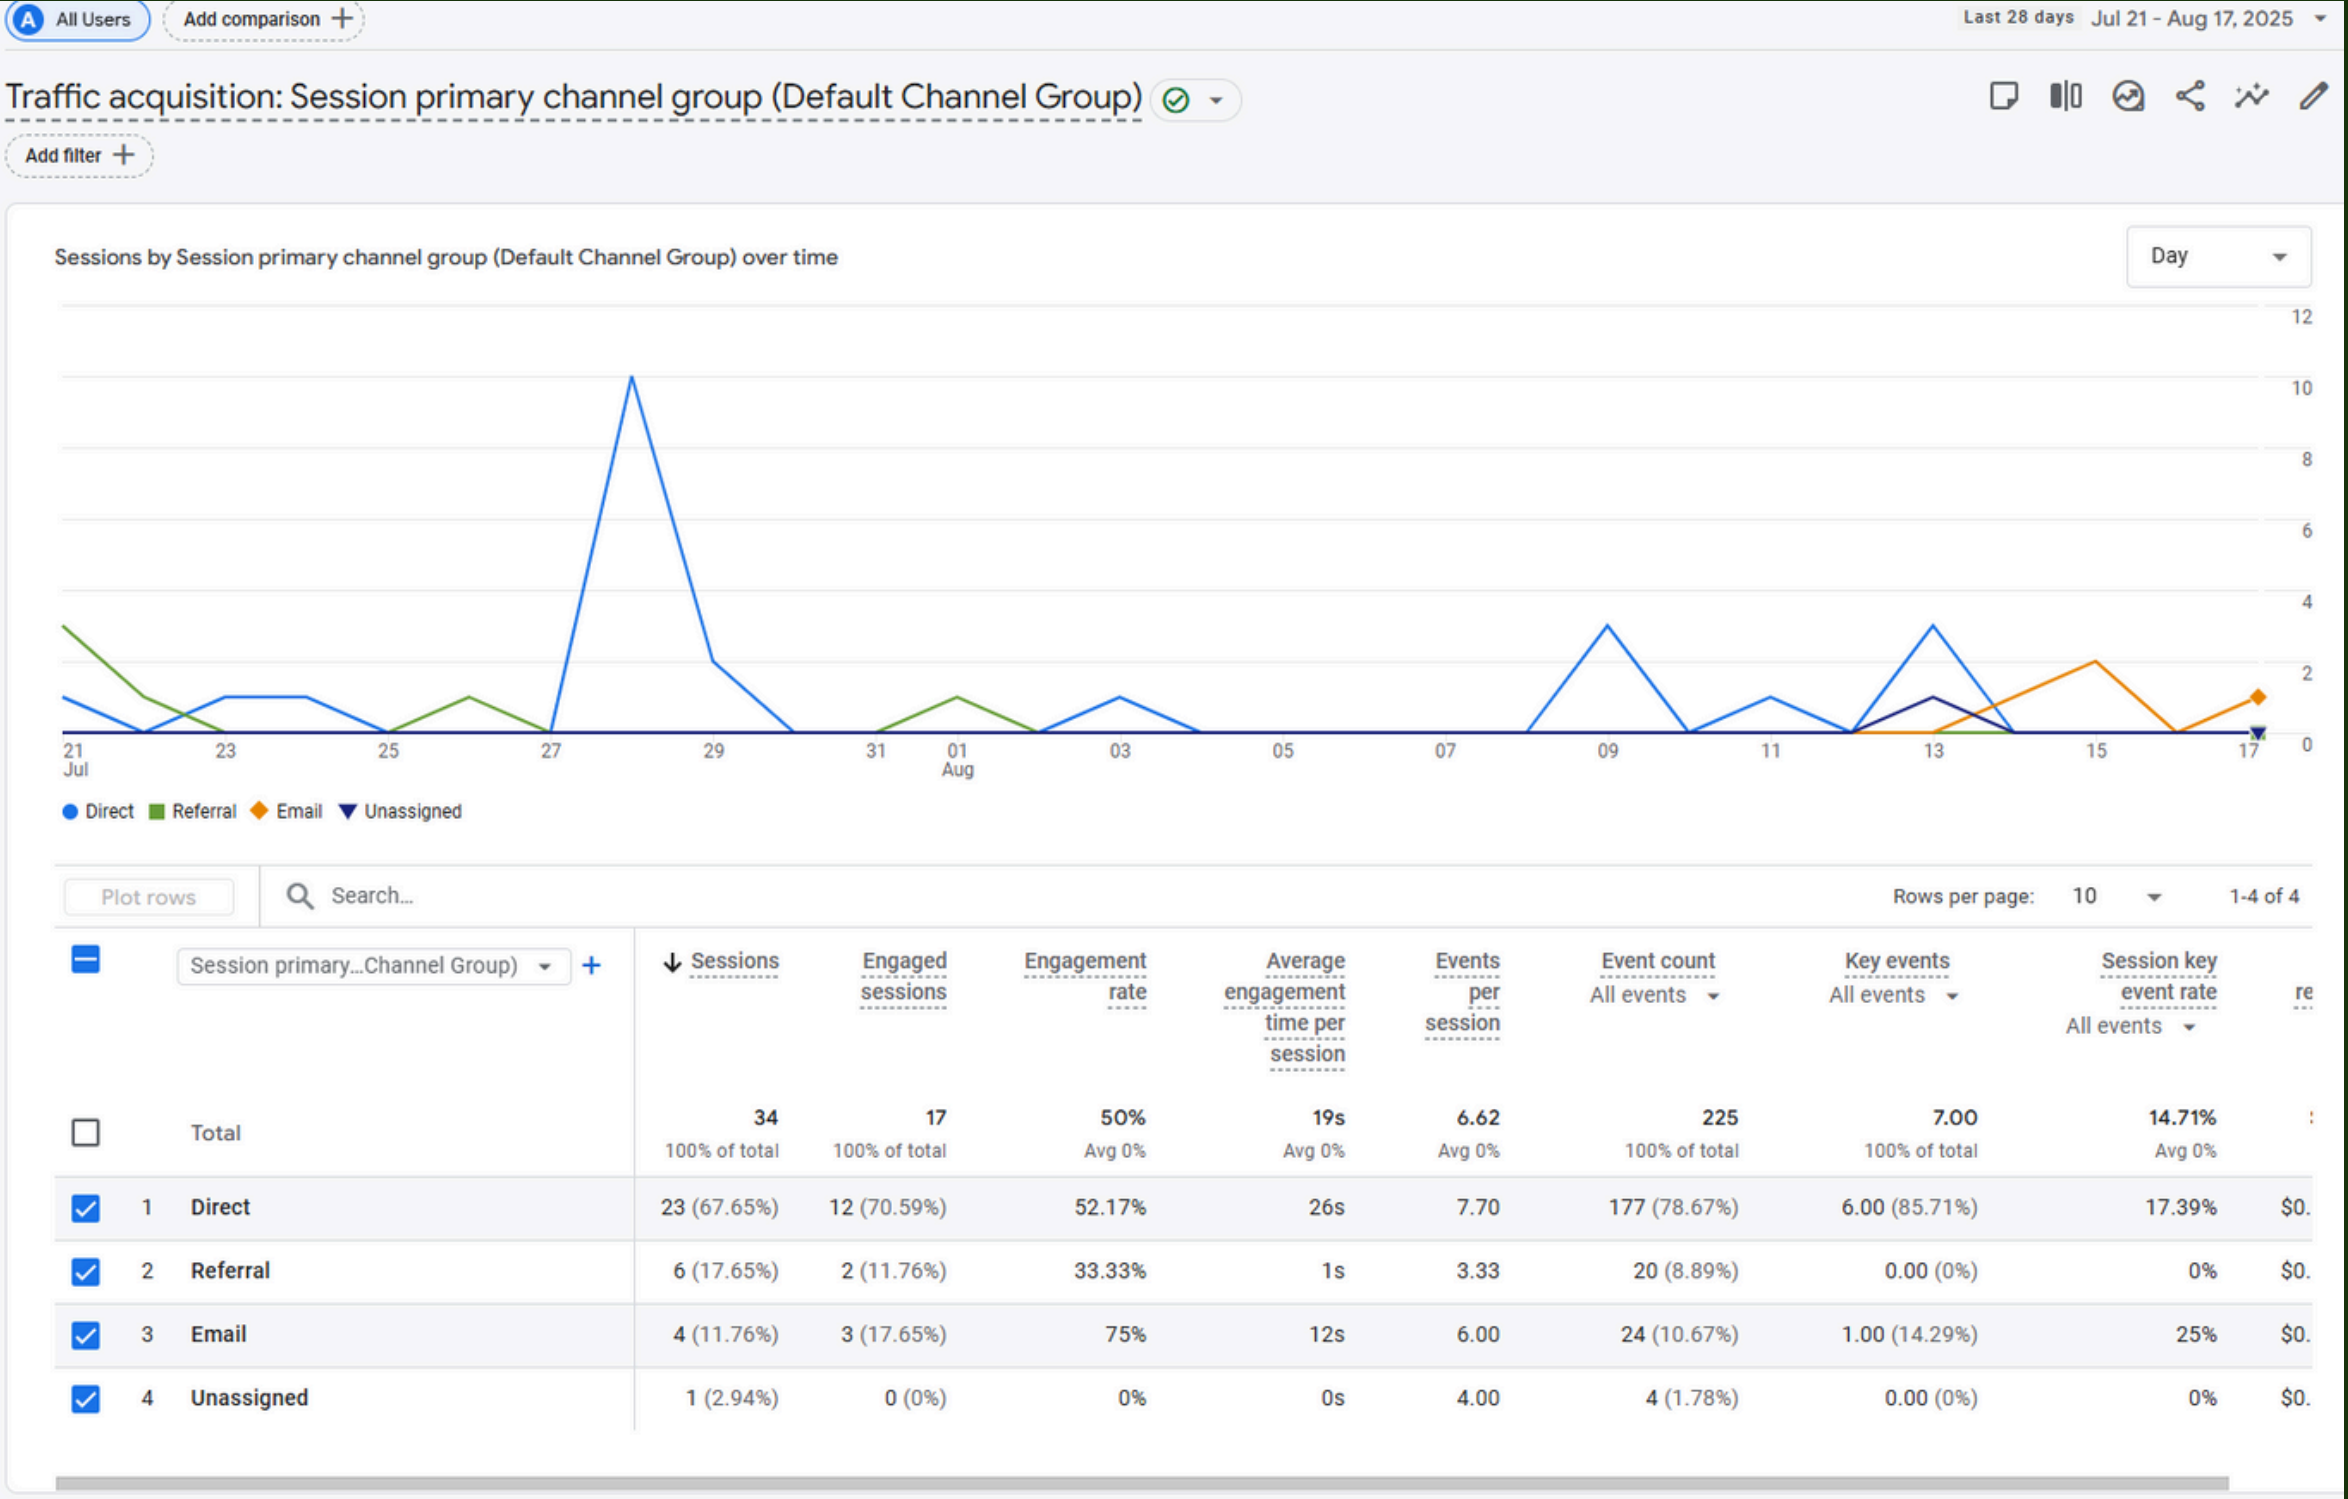 A All Users Add comparison + Last 28 days Jul 21 - Aug 17, 2025
Traffic acquisition: Session primary channel group (Default Channel Group)
Add filter +
Sessions by Session primary channel group (Default Channel Group) over time
Day
12
10
8
6
4
2
0
21 23 25 27 29 31 01 03 05 07 09 11 13 15 17
Jul Aug
Direct Referral Email Unassigned
Plot rows Search... Rows per page: 10 1-4 of 4
Session primary...Channel Group) +
Sessions
Engaged
sessions
Engagement
rate
Average
engagement
time per
session
Events
per
session
Event count
All events
Key events
All events
Session key
event rate
All events
re
Total 34 17 50% 19s 6.62 225 7.00 14.71%
100% of total 100% of total Avg 0% Avg 0% Avg 0% 100% of total 100% of total Avg 0%
1 Direct 23 (67.65%) 12 (70.59%) 52.17% 26s 7.70 177 (78.67%) 6.00 (85.71%) 17.39% $0.
2 Referral 6 (17.65%) 2 (11.76%) 33.33% 1s 3.33 20 (8.89%) 0.00 (0%) 0% $0.
3 Email 4 (11.76%) 3 (17.65%) 75% 12s 6.00 24 (10.67%) 1.00 (14.29%) 25% $0.
4 Unassigned 1 (2.94%) 0 (0%) 0% 0s 4.00 4 (1.78%) 0.00 (0%) 0% $0.